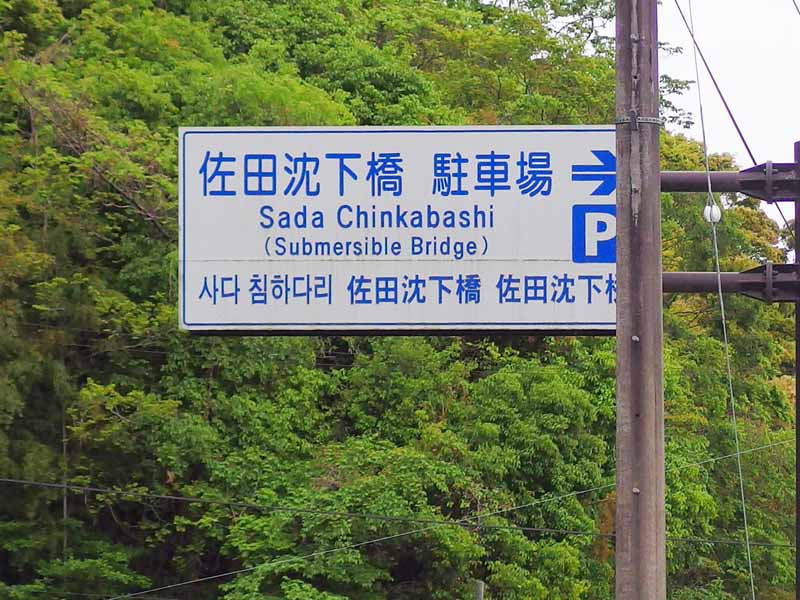 佐田沈下橋 駐車場 →
Sada Chinkabashi
(Submersible Bridge) P
사다 침하다리 佐田沈下橋 佐田沈下